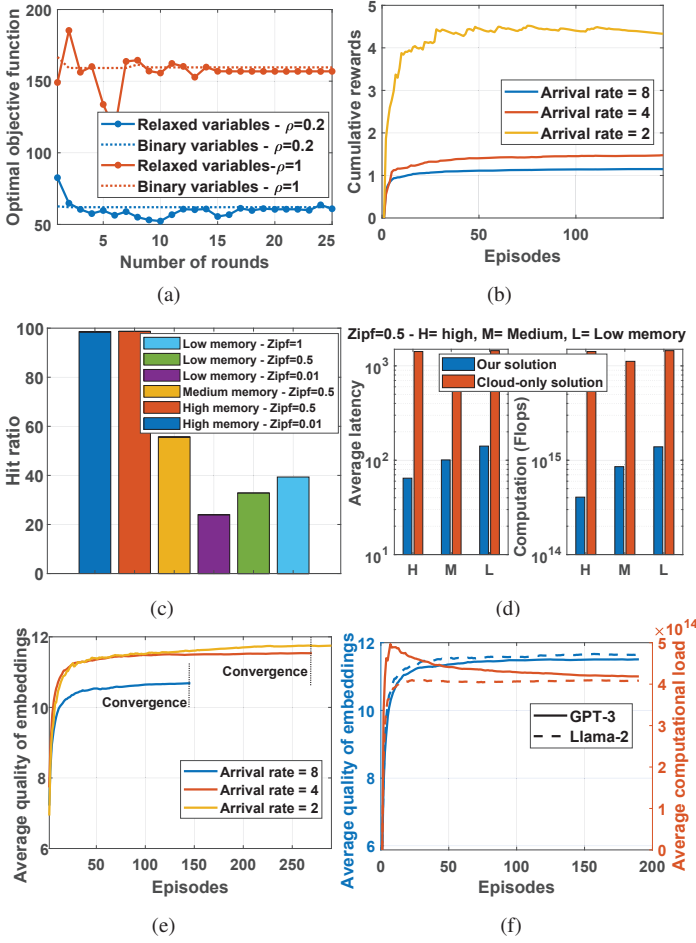 200
150
100
50
5
10
15
20
25
Optimal objective function
Number of rounds
Relaxed variables - ρ=0.2
Binary variables - ρ=0.2
Relaxed variables-ρ=1
Binary variables - ρ=1
(a)
5
4
3
2
1
0
0
50
100
Cumulative rewards
Episodes
Arrival rate = 8
Arrival rate = 4
Arrival rate = 2
(b)
100
80
60
40
20
0
Hit ratio
Low memory - Zipf=1
Low memory - Zipf=0.5
Low memory - Zipf=0.01
Medium memory - Zipf=0.5
High memory - Zipf=0.5
High memory - Zipf=0.01
(c)
Zipf=0.5 - H= high, M= Medium, L= Low memory
10³
10²
10¹
Average latency
H
M
L
Our solution
Cloud-only solution
10¹⁵
10¹⁴
Computation (Flops)
H
M
L
(d)
12
10
8
6
50
100
150
200
250
Average quality of embeddings
Episodes
Convergence
Convergence
Arrival rate = 8
Arrival rate = 4
Arrival rate = 2
(e)
12
11
8
6
0
50
100
150
200
Average quality of embeddings
Episodes
GPT-3
Llama-2
×10¹⁴
5
4
3
2
1
0
Average computational load
(f)